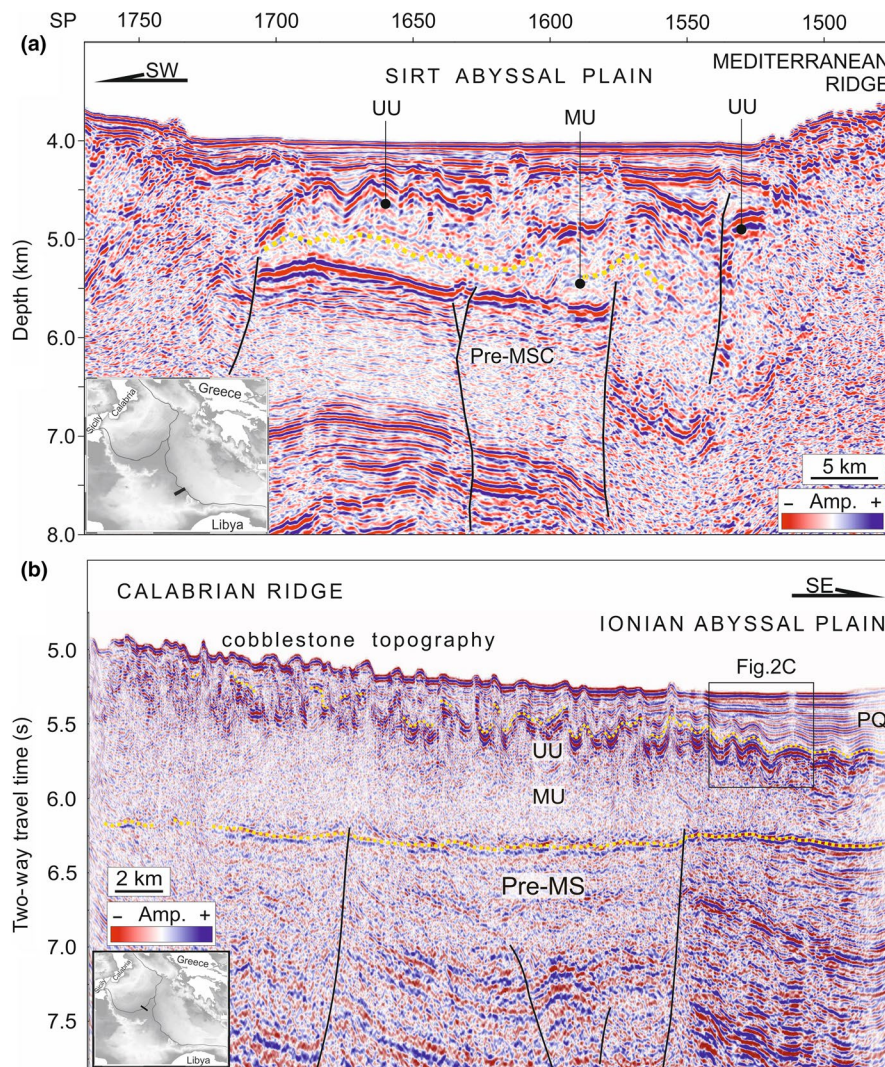 SP 1750 1700 1650 1600 1550 1500
(a)
SW
SIRT ABYSSAL PLAIN
MEDITERRANEAN
RIDGE
UU
MU
UU
4.0
5.0
6.0
7.0
8.0
Depth (km)
Pre-MSC
Greece
Calabria
Sicily
Libya
5 km
– Amp. +
(b)
CALABRIAN RIDGE
SE
IONIAN ABYSSAL PLAIN
cobblestone topography
Fig.2C
5.0
5.5
6.0
6.5
7.0
7.5
Two-way travel time (s)
PQ
UU
MU
Pre-MS
2 km
– Amp. +
Greece
Calabria
Sicily
Libya